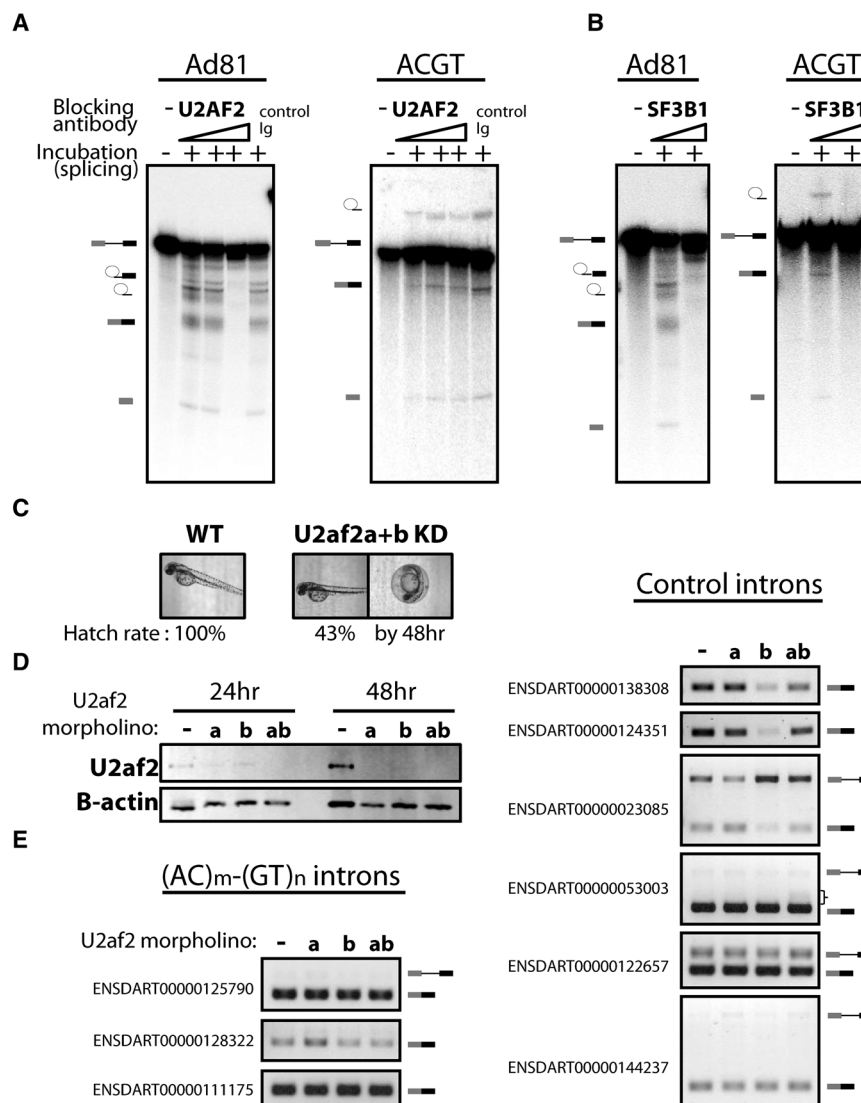 A
Ad81
ACGT
Blocking antibody
- U2AF2 control Ig
- U2AF2 control Ig
Incubation (splicing)
- + + + +
- + + + +
B
Ad81
ACGT
- SF3B1
- SF3B1
- + +
- + +
C
WT
U2af2a+b KD
Hatch rate : 100%
43% by 48hr
D
24hr
48hr
U2af2 morpholino:
- a b ab
- a b ab
U2af2
B-actin
E
(AC)m-(GT)n introns
U2af2 morpholino:
- a b ab
ENSDART00000125790
ENSDART00000128322
ENSDART00000111175
Control introns
- a b ab
ENSDART00000138308
ENSDART00000124351
ENSDART00000023085
ENSDART00000053003
ENSDART00000122657
ENSDART00000144237